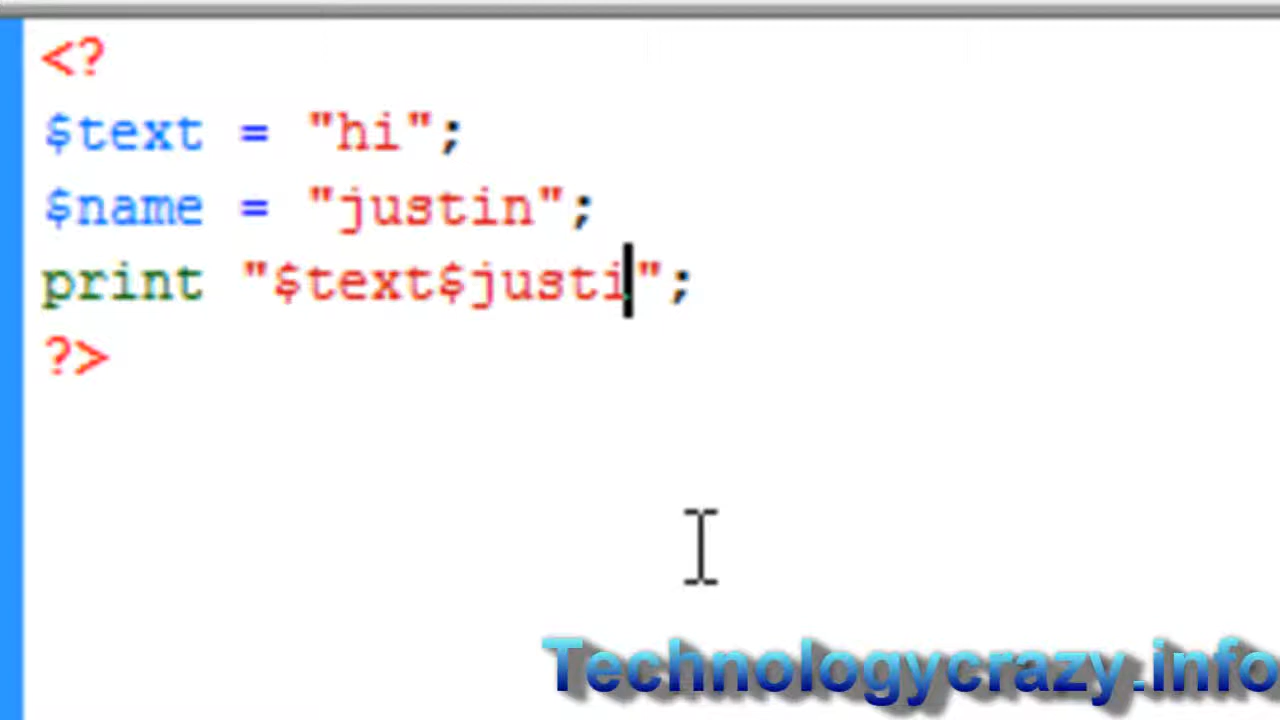 <?
$text = "hi";
$name = "justin";
print "$text$justi";
?>
Technologycrazy.info